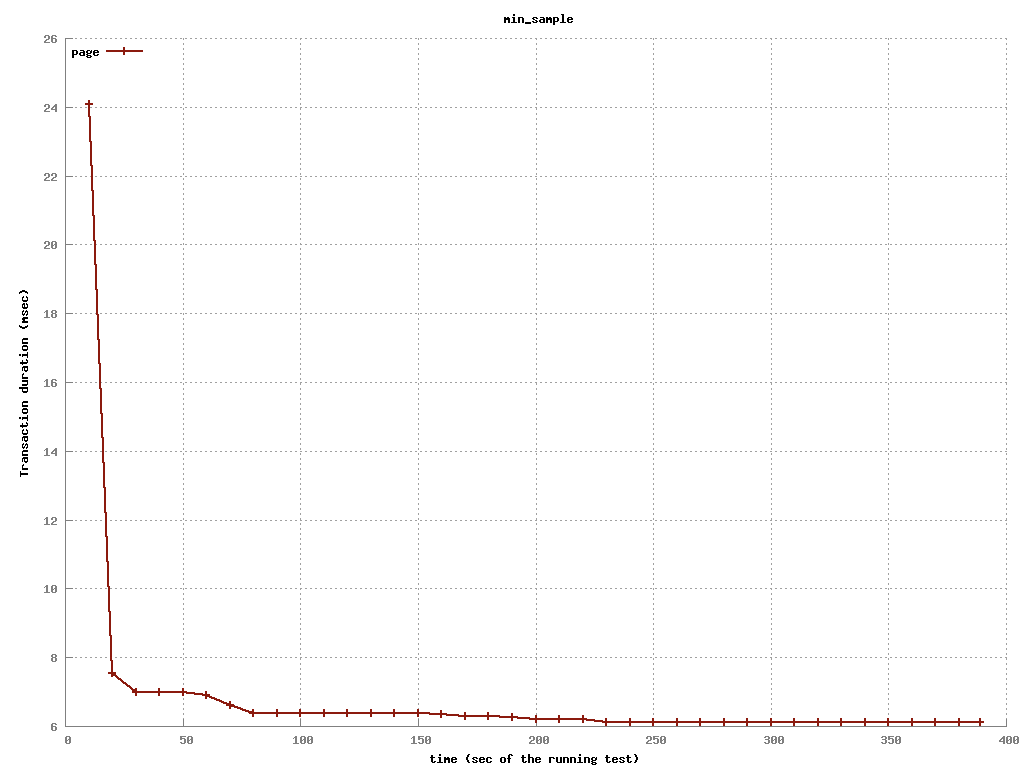 min_sample
page
26
24
22
20
18
16
14
12
10
8
6
Transaction duration (msec)
0 50 100 150 200 250 300 350 400
time (sec of the running test)